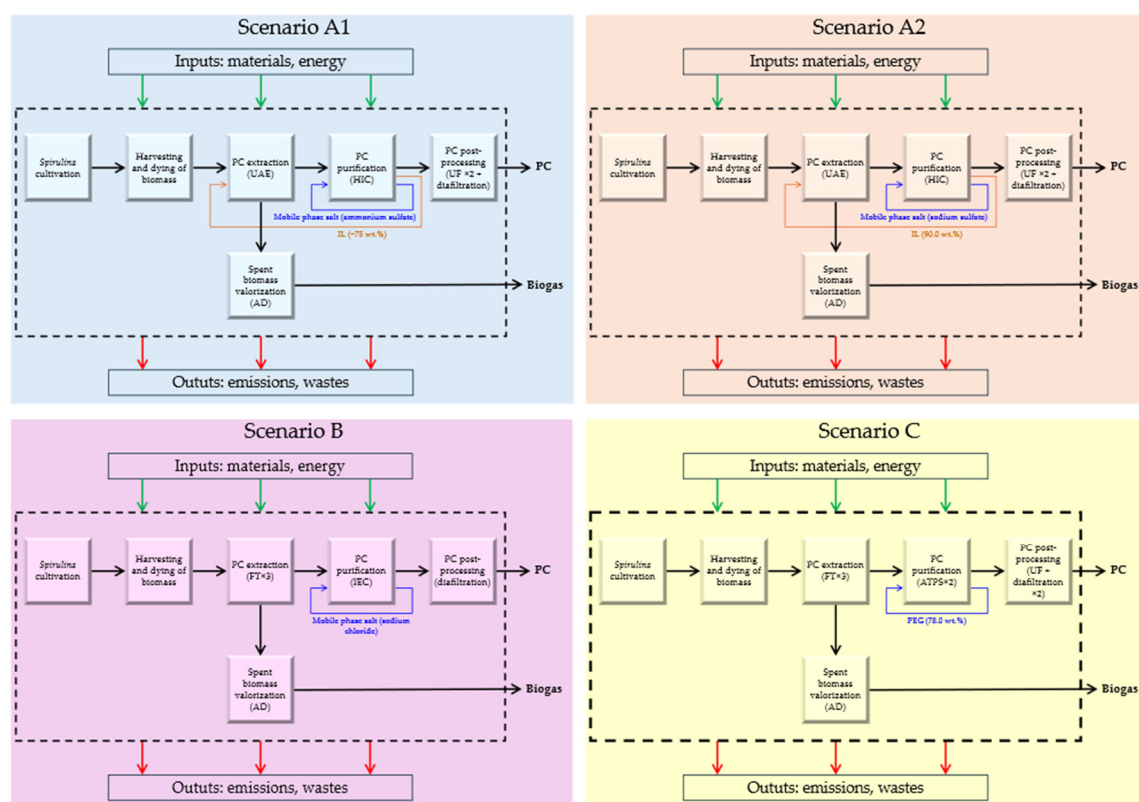 Scenario A1
Inputs: materials, energy
Spirulina
cultivation
Harvesting
and dying of
biomass
PC extraction
(UAE)
PC
purification
(HIC)
PC post-
processing
(UF ×2 +
diafiltration)
PC
Mobile phase salt (ammonium sulfate)
IL (~75 wt.%)
Spent
biomass
valorization
(AD)
Biogas
Oututs: emissions, wastes
Scenario A2
Inputs: materials, energy
Spirulina
cultivation
Harvesting
and dying of
biomass
PC extraction
(UAE)
PC
purification
(HIC)
PC post-
processing
(UF ×2 +
diafiltration)
PC
Mobile phase salt (sodium sulfate)
IL (90.0 wt.%)
Spent
biomass
valorization
(AD)
Biogas
Oututs: emissions, wastes
Scenario B
Inputs: materials, energy
Spirulina
cultivation
Harvesting
and dying of
biomass
PC extraction
(FT×3)
PC
purification
(IEC)
PC post-
processing
(diafiltration)
PC
Mobile phase salt (sodium
chloride)
Spent
biomass
valorization
(AD)
Biogas
Oututs: emissions, wastes
Scenario C
Inputs: materials, energy
Spirulina
cultivation
Harvesting
and dying of
biomass
PC extraction
(FT×3)
PC
purification
(ATPS×2)
PC post-
processing
(UF +
diafiltration
×2)
PC
PEG (78.0 wt.%)
Spent
biomass
valorization
(AD)
Biogas
Oututs: emissions, wastes